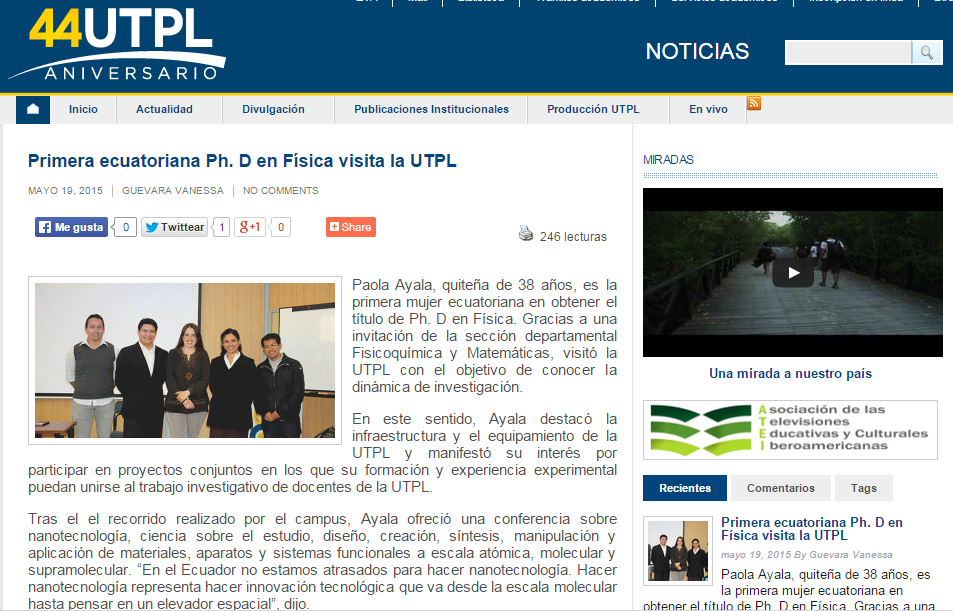 44UTPL
ANIVERSARIO
NOTICIAS
Inicio
Actualidad
Divulgación
Publicaciones Institucionales
Producción UTPL
En vivo
Primera ecuatoriana Ph. D en Física visita la UTPL
MAYO 19, 2015 | GUEVARA VANESSA | NO COMMENTS
Me gusta 0 Twittear 1 g+1 0 Share
246 lecturas
Paola Ayala, quiteña de 38 años, es la
primera mujer ecuatoriana en obtener el
título de Ph. D en Física. Gracias a una
invitación de la sección departamental
Fisicoquímica y Matemáticas, visitó la
UTPL con el objetivo de conocer la
dinámica de investigación.
En este sentido, Ayala destacó la
infraestructura y el equipamiento de la
UTPL y manifestó su interés por
participar en proyectos conjuntos en los que su formación y experiencia experimental
puedan unirse al trabajo investigativo de docentes de la UTPL.
Tras el el recorrido realizado por el campus, Ayala ofreció una conferencia sobre
nanotecnología, ciencia sobre el estudio, diseño, creación, síntesis, manipulación y
aplicación de materiales, aparatos y sistemas funcionales a escala atómica, molecular y
supramolecular. “En el Ecuador no estamos atrasados para hacer nanotecnología. Hacer
nanotecnología representa hacer innovación tecnológica que va desde la escala molecular
hasta pensar en un elevador espacial”, dijo.
MIRADAS
Una mirada a nuestro país
Asociación de las
Televisiones
Educativas y Culturales
Iberoamericanas
Recientes
Comentarios
Tags
Primera ecuatoriana Ph. D en
Física visita la UTPL
mayo 19, 2015 By Guevara Vanessa
Paola Ayala, quiteña de 38 años, es
la primera mujer ecuatoriana en
obtener el título de Ph. D en Física. Gracias a una